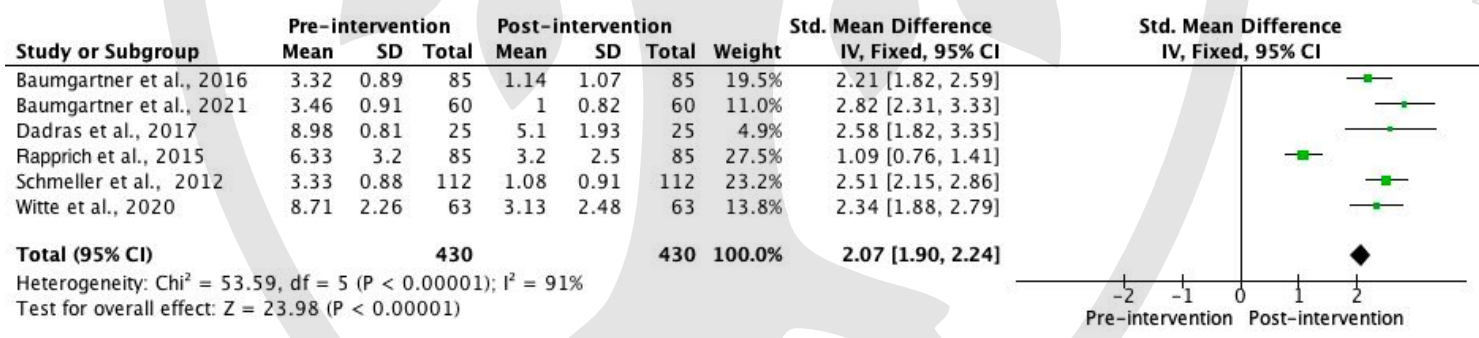 Pre-intervention Post-intervention Std. Mean Difference Std. Mean Difference
Study or Subgroup Mean SD Total Mean SD Total Weight IV, Fixed, 95% CI IV, Fixed, 95% CI
Baumgartner et al., 2016 3.32 0.89 85 1.14 1.07 85 19.5% 2.21 [1.82, 2.59]
Baumgartner et al., 2021 3.46 0.91 60 1 0.82 60 11.0% 2.82 [2.31, 3.33]
Dadras et al., 2017 8.98 0.81 25 5.1 1.93 25 4.9% 2.58 [1.82, 3.35]
Rapprich et al., 2015 6.33 3.2 85 3.2 2.5 85 27.5% 1.09 [0.76, 1.41]
Schmeller et al., 2012 3.33 0.88 112 1.08 0.91 112 23.2% 2.51 [2.15, 2.86]
Witte et al., 2020 8.71 2.26 63 3.13 2.48 63 13.8% 2.34 [1.88, 2.79]
Total (95% CI) 430 430 100.0% 2.07 [1.90, 2.24]
Heterogeneity: Chi² = 53.59, df = 5 (P < 0.00001); I² = 91%
Test for overall effect: Z = 23.98 (P < 0.00001)
-2 -1 0 1 2
Pre-intervention Post-intervention